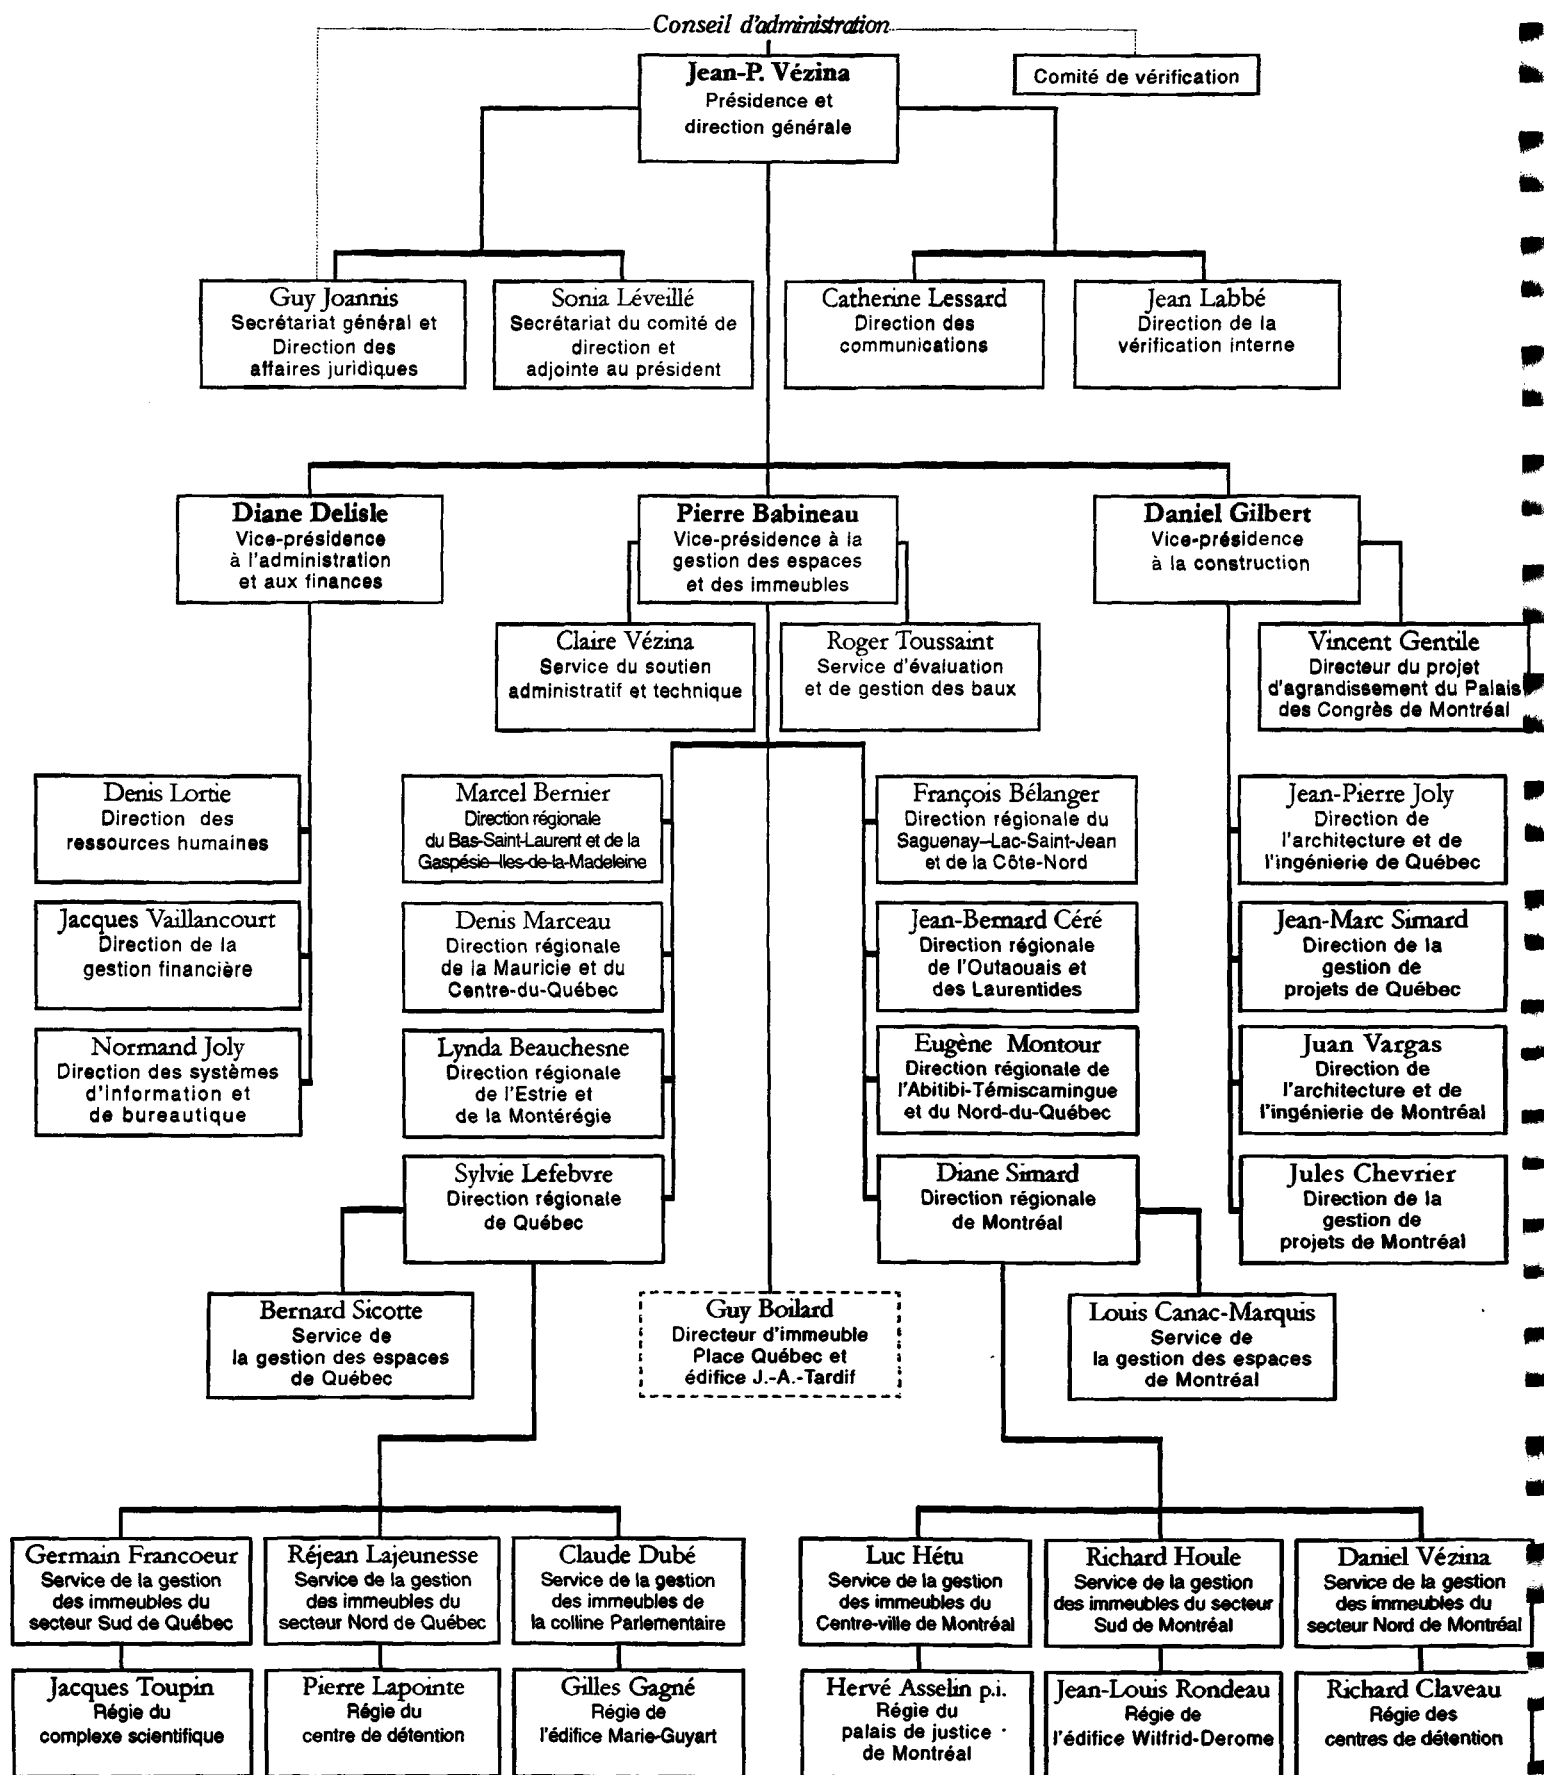 Conseil d'administration
Jean-P. Vézina
Présidence et
direction générale
Comité de vérification
Guy Joannis
Secrétariat général et
Direction des
affaires juridiques
Sonia Léveillé
Secrétariat du comité de
direction et
adjointe au président
Catherine Lessard
Direction des
communications
Jean Labbé
Direction de la
vérification interne
Diane Delisle
Vice-présidence
à l'administration
et aux finances
Pierre Babineau
Vice-présidence à la
gestion des espaces
et des immeubles
Daniel Gilbert
Vice-présidence
à la construction
Claire Vézina
Service du soutien
administratif et technique
Roger Toussaint
Service d'évaluation
et de gestion des baux
Vincent Gentile
Directeur du projet
d'agrandissement du Palais
des Congrès de Montréal
Denis Lortie
Direction des
ressources humaines
Marcel Bernier
Direction régionale
du Bas-Saint-Laurent et de la
Gaspésie–Iles-de-la-Madeleine
François Bélanger
Direction régionale du
Saguenay–Lac-Saint-Jean
et de la Côte-Nord
Jean-Pierre Joly
Direction de
l'architecture et de
l'ingénierie de Québec
Jacques Vaillancourt
Direction de la
gestion financière
Denis Marceau
Direction régionale
de la Mauricie et du
Centre-du-Québec
Jean-Bernard Céré
Direction régionale
de l'Outaouais et
des Laurentides
Jean-Marc Simard
Direction de la
gestion de
projets de Québec
Normand Joly
Direction des systèmes
d'information et
de bureautique
Lynda Beauchesne
Direction régionale
de l'Estrie et
de la Montérégie
Eugène Montour
Direction régionale de
l'Abitibi-Témiscamingue
et du Nord-du-Québec
Juan Vargas
Direction de
l'architecture et de
l'ingénierie de Montréal
Sylvie Lefebvre
Direction régionale
de Québec
Diane Simard
Direction régionale
de Montréal
Jules Chevrier
Direction de la
gestion de
projets de Montréal
Bernard Sicotte
Service de
la gestion des espaces
de Québec
Guy Boilard
Directeur d'immeuble
Place Québec et
édifice J.-A.-Tardif
Louis Canac-Marquis
Service de
la gestion des espaces
de Montréal
Germain Francoeur
Service de la gestion
des immeubles du
secteur Sud de Québec
Réjean Lajeunesse
Service de la gestion
des immeubles du
secteur Nord de Québec
Claude Dubé
Service de la gestion
des immeubles de
la colline Parlementaire
Luc Hétu
Service de la gestion
des immeubles du
Centre-ville de Montréal
Richard Houle
Service de la gestion
des immeubles du secteur
Sud de Montréal
Daniel Vézina
Service de la gestion
des immeubles du
secteur Nord de Montréal
Jacques Toupin
Régie du
complexe scientifique
Pierre Lapointe
Régie du
centre de détention
Gilles Gagné
Régie de
l'édifice Marie-Guyart
Hervé Asselin p.i.
Régie du
palais de justice
de Montréal
Jean-Louis Rondeau
Régie de
l'édifice Wilfrid-Derome
Richard Claveau
Régie des
centres de détention